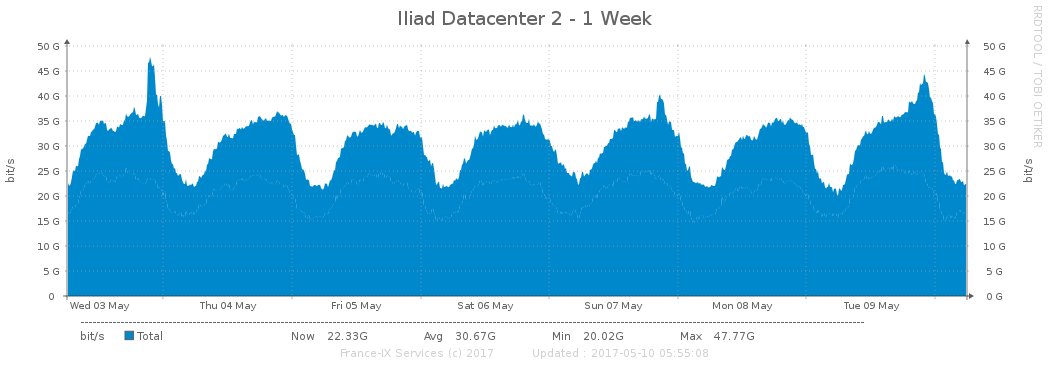 Iliad Datacenter 2 - 1 Week
RRDTOOL / TOBI OETIKER
50 G 50 G
45 G 45 G
40 G 40 G
35 G 35 G
30 G 30 G
25 G 25 G
20 G 20 G
15 G 15 G
10 G 10 G
5 G 5 G
0 0 G
bit/s bit/s
Wed 03 May Thu 04 May Fri 05 May Sat 06 May Sun 07 May Mon 08 May Tue 09 May
bit/s Total Now 22.33G Avg 30.67G Min 20.02G Max 47.77G
France-IX Services (c) 2017 Updated : 2017-05-10 05:55:08